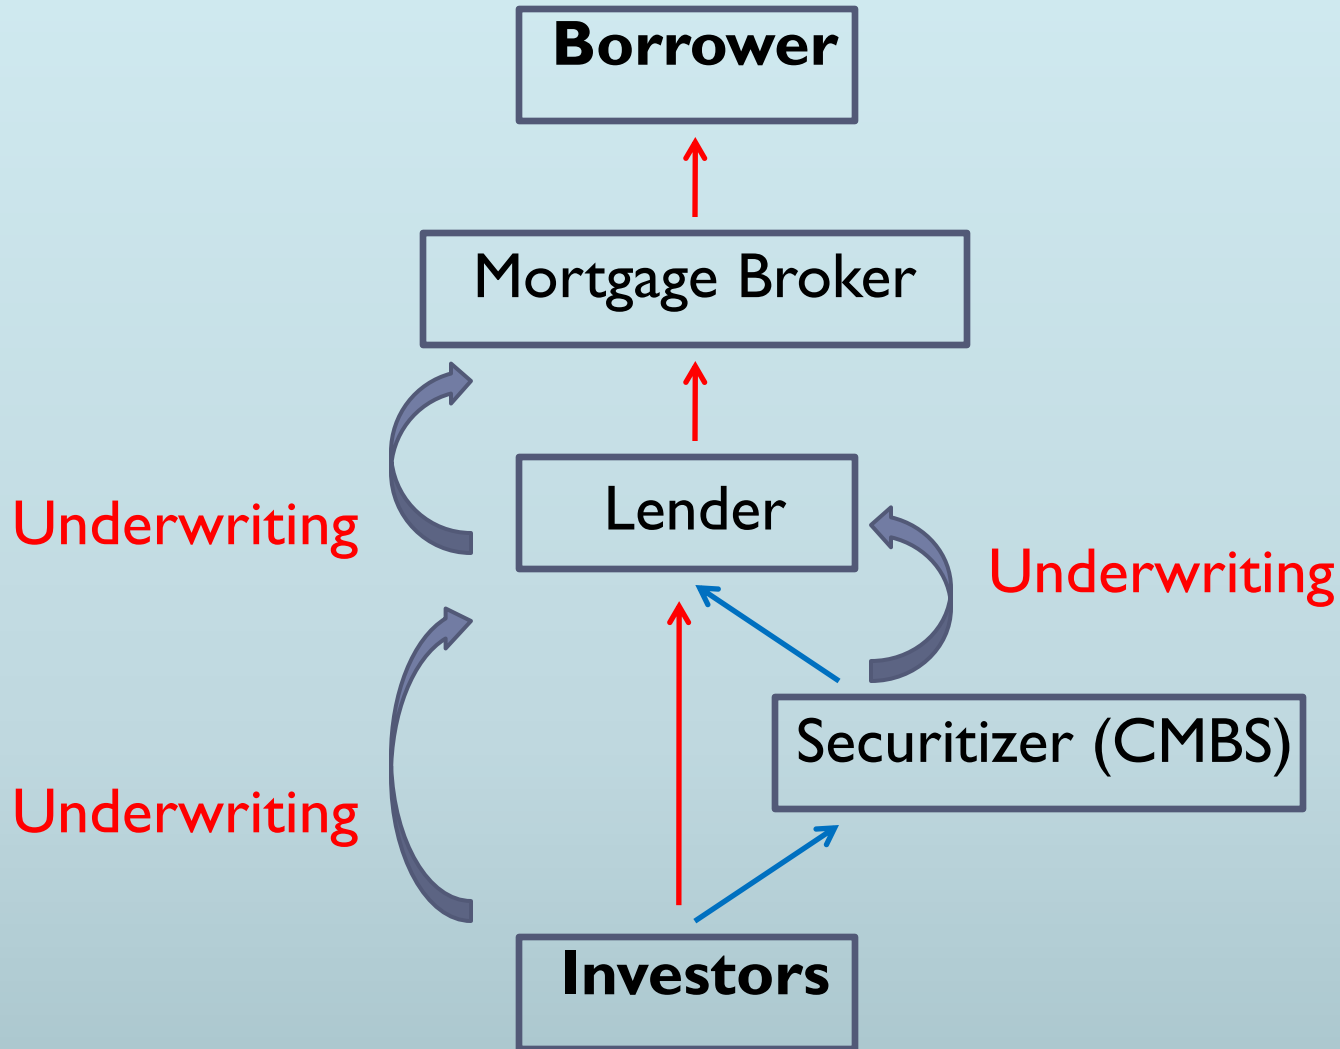 Borrower
Mortgage Broker
Lender
Underwriting
Underwriting
Securitizer (CMBS)
Underwriting
Investors